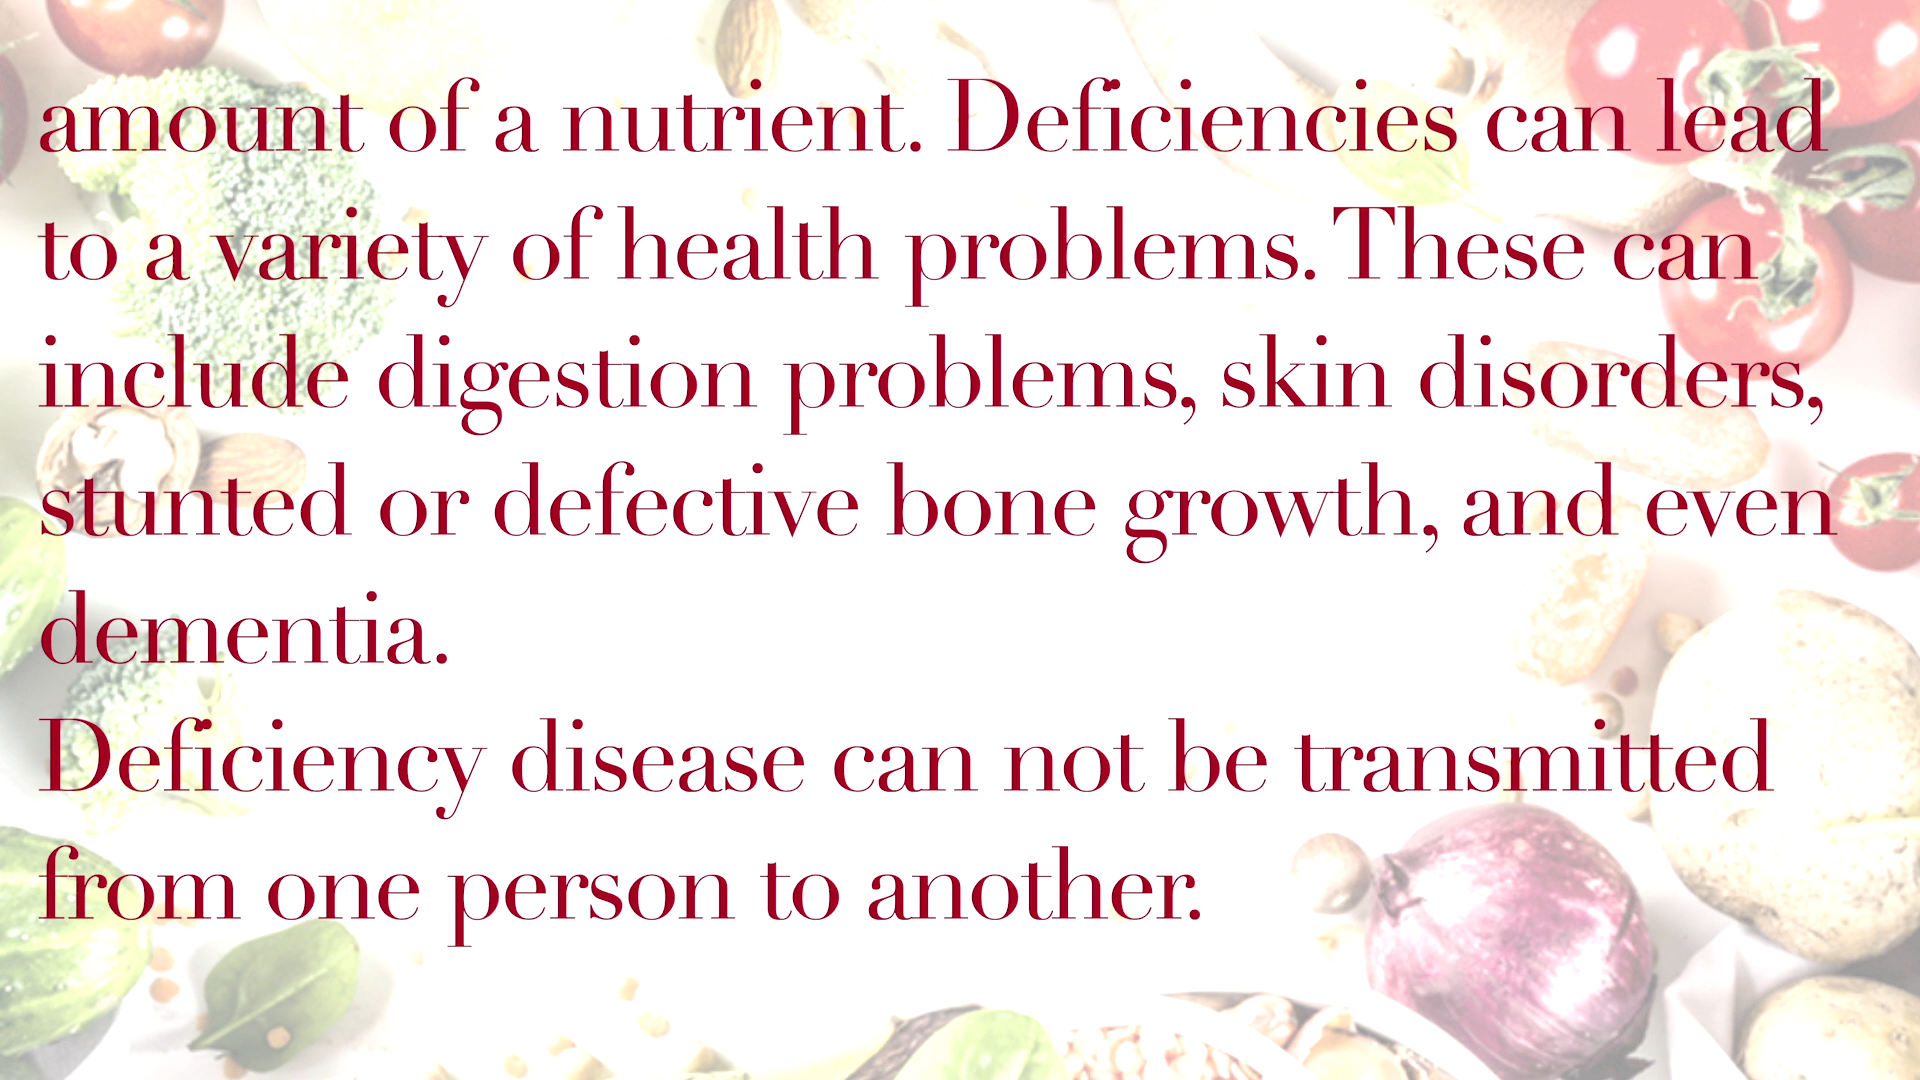 amount of a nutrient. Deficiencies can lead
to a variety of health problems. These can
include digestion problems, skin disorders,
stunted or defective bone growth, and even
dementia.
Deficiency disease can not be transmitted
from one person to another.